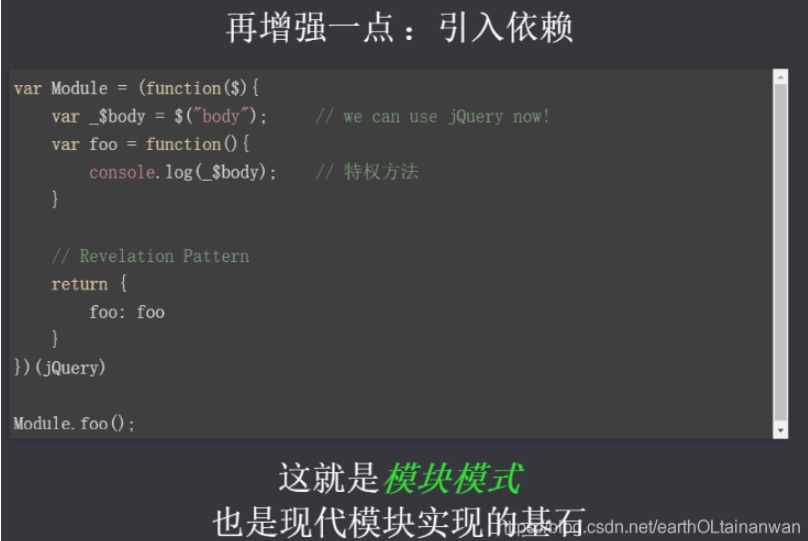 再增强一点：引入依赖
var Module = (function($){
    var _$body = $("body");     // we can use jQuery now!
    var foo = function(){
        console.log(_$body);    // 特权方法
    }
    // Revelation Pattern
    return {
        foo: foo
    }
})(jQuery)
Module.foo();
这就是模块模式
也是现代模块实现的基石
https://blog.csdn.net/earthOLtainanwan